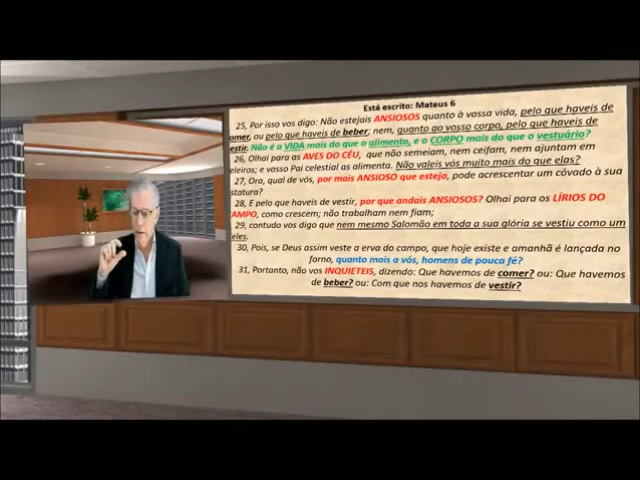 Está escrito: Mateus 6
25, Por isso vos digo: Não estejais ANSIOSOS quanto à vossa vida, pelo que haveis de
comer, ou pelo que haveis de beber; nem, quanto ao vosso corpo, pelo que haveis de
estir. Não é a VIDA mais do que o alimento, e o CORPO mais do que o vestuário?
26, Olhai para as AVES DO CÉU, que não semeiam, nem ceifam, nem ajuntam em
eleiros; e vosso Pai celestial as alimenta. Não valeis vós muito mais do que elas?
27, Ora, qual de vós, por mais ANSIOSO que esteja, pode acrescentar um côvado à sua
statura?
28, E pelo que haveis de vestir, por que andais ANSIOSOS? Olhai para os LÍRIOS DO
AMPO, como crescem; não trabalham nem fiam;
29, contudo vos digo que nem mesmo Salomão em toda a sua glória se vestiu como um
eles.
30, Pois, se Deus assim veste a erva do campo, que hoje existe e amanhã é lançada no
forno, quanto mais a vós, homens de pouca fé?
31, Portanto, não vos INQUIETEIS, dizendo: Que havemos de comer? ou: Que havemos
de beber? ou: Com que nos havemos de vestir?